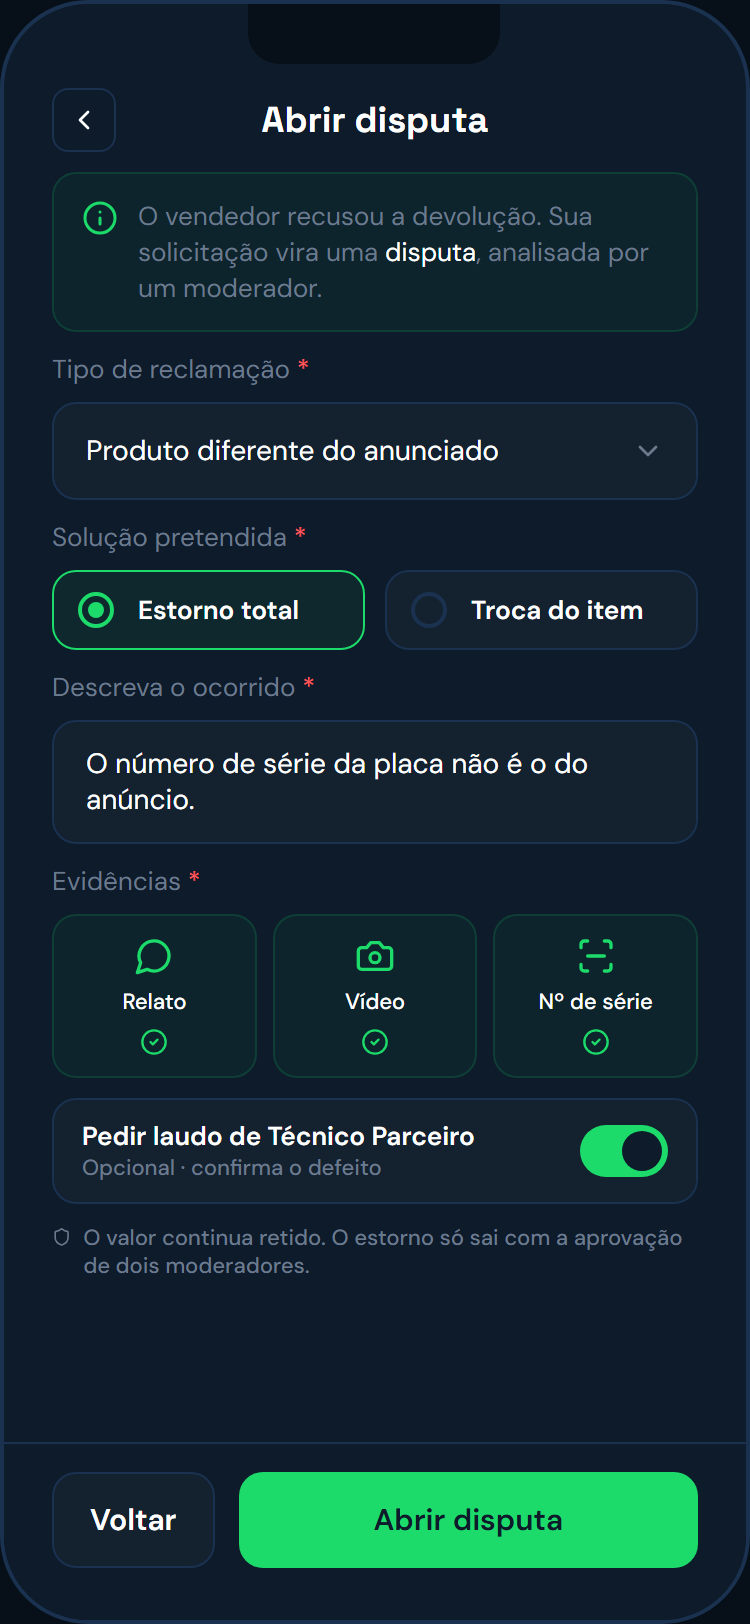 Abrir disputa
O vendedor recusou a devolução. Sua
solicitação vira uma disputa, analisada por
um moderador.
Tipo de reclamação *
Produto diferente do anunciado
Solução pretendida *
Estorno total
Troca do item
Descreva o ocorrido *
O número de série da placa não é o do
anúncio.
Evidências *
Relato
Vídeo
Nº de série
Pedir laudo de Técnico Parceiro
Opcional · confirma o defeito
O valor continua retido. O estorno só sai com a aprovação
de dois moderadores.
Voltar
Abrir disputa